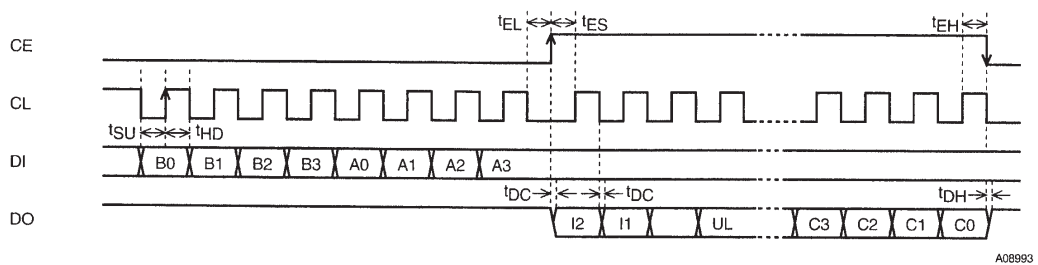 tEL tES tEH
CE
CL
tSU tHD
DI B0 B1 B2 B3 A0 A1 A2 A3
tDC tDC tDH
DO I2 I1 UL C3 C2 C1 C0
A08993